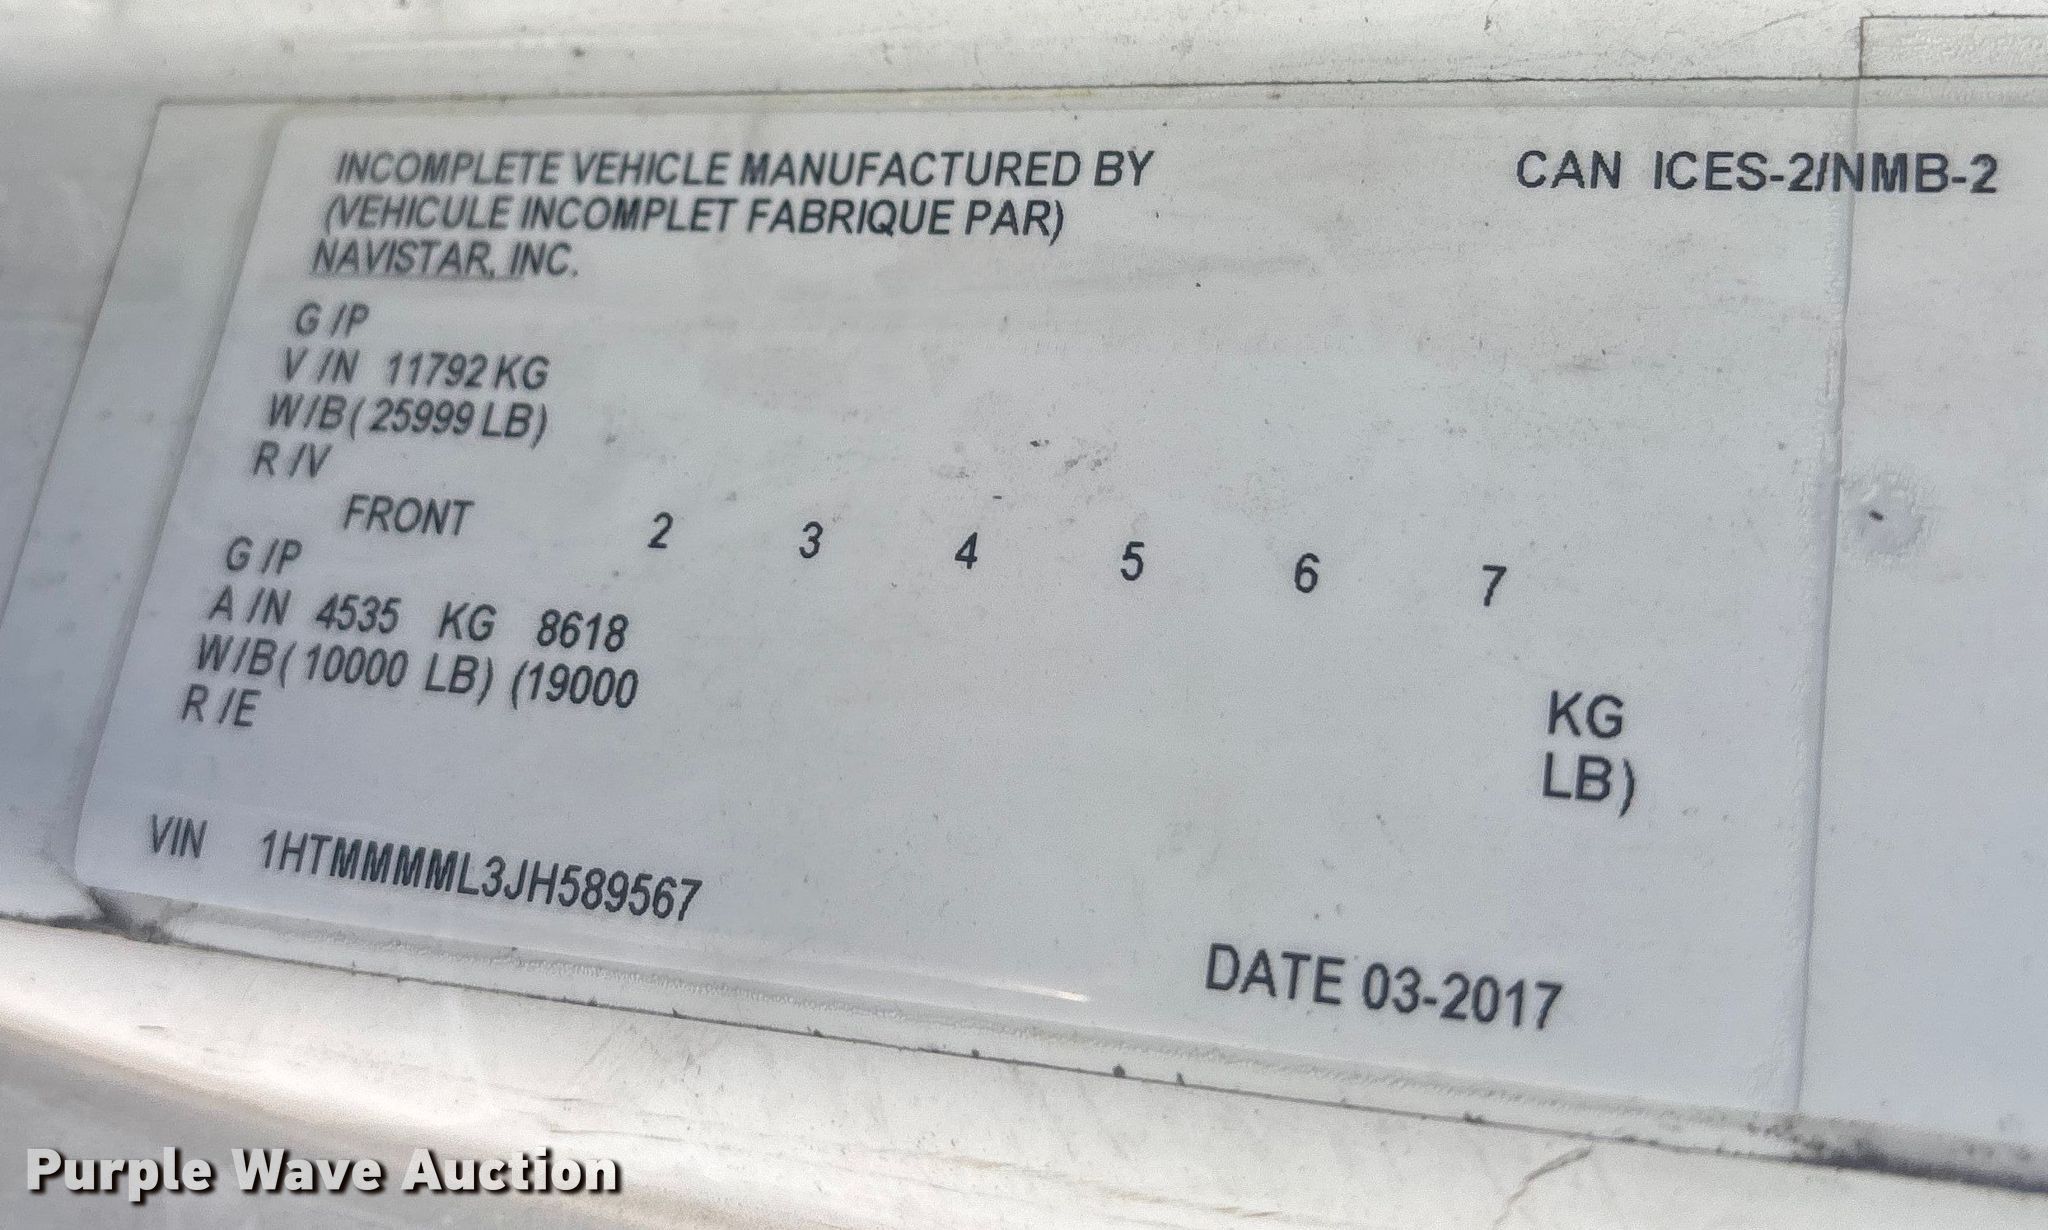 INCOMPLETE VEHICLE MANUFACTURED BY
(VEHICULE INCOMPLET FABRIQUE PAR)
NAVISTAR, INC.
CAN ICES-2/NMB-2
G /P
V /N 11792 KG
W/B ( 25999 LB)
R /V
FRONT 2 3 4 5 6 7
G /P
A /N 4535 KG 8618 KG
W/B ( 10000 LB) (19000 LB)
R /E
VIN 1HTMMMML3JH589567
DATE 03-2017
Purple Wave Auction